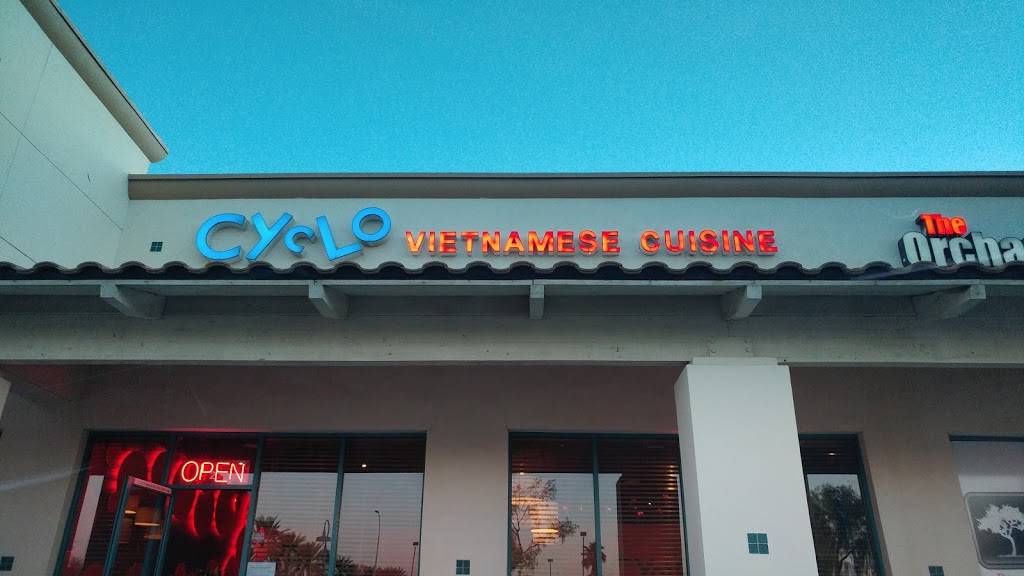 CYCLO VIETNAMESE CUISINE
The
Orcha
OPEN